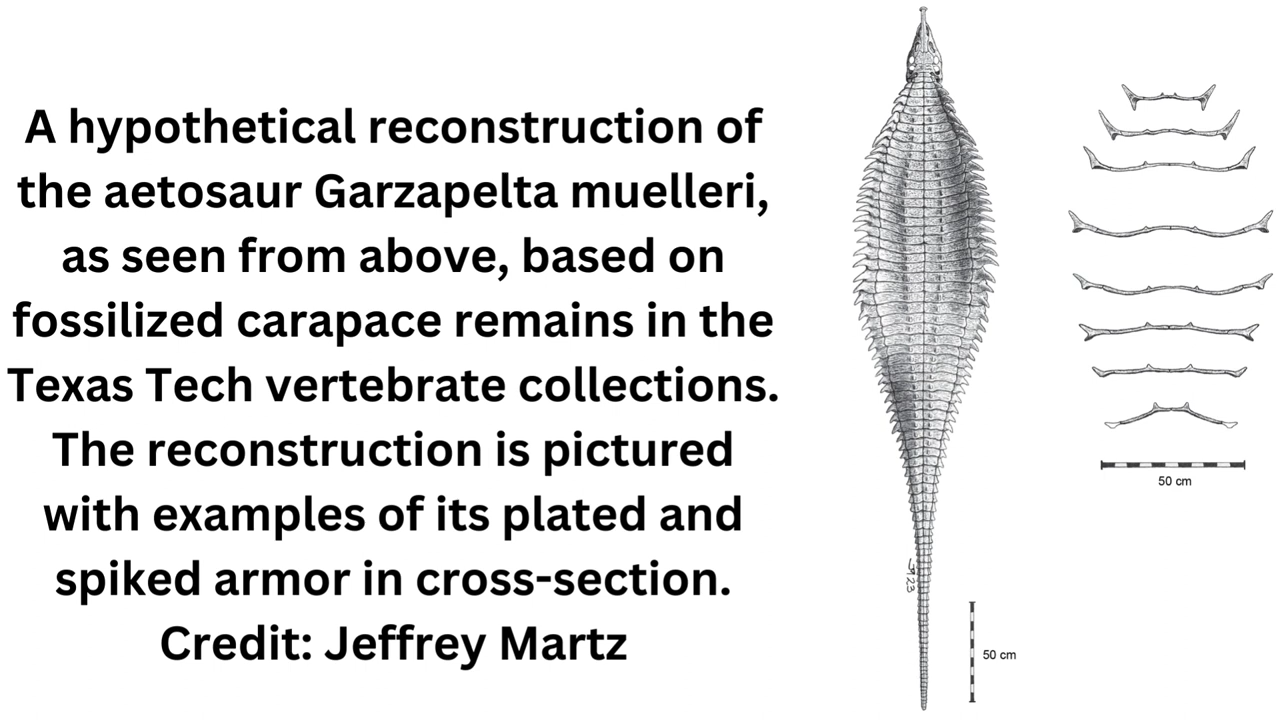 A hypothetical reconstruction of
the aetosaur Garzapelta muelleri,
as seen from above, based on
fossilized carapace remains in the
Texas Tech vertebrate collections.
The reconstruction is pictured
with examples of its plated and
spiked armor in cross-section.
Credit: Jeffrey Martz
50 cm
50 cm